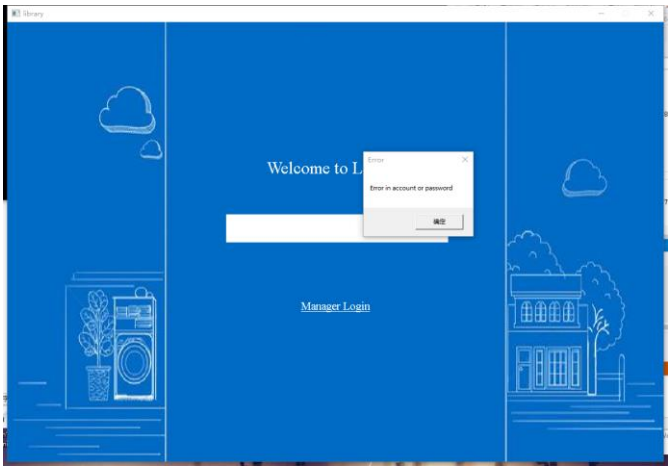 library
Error
Welcome to L
Error in account or password
确定
Manager Login